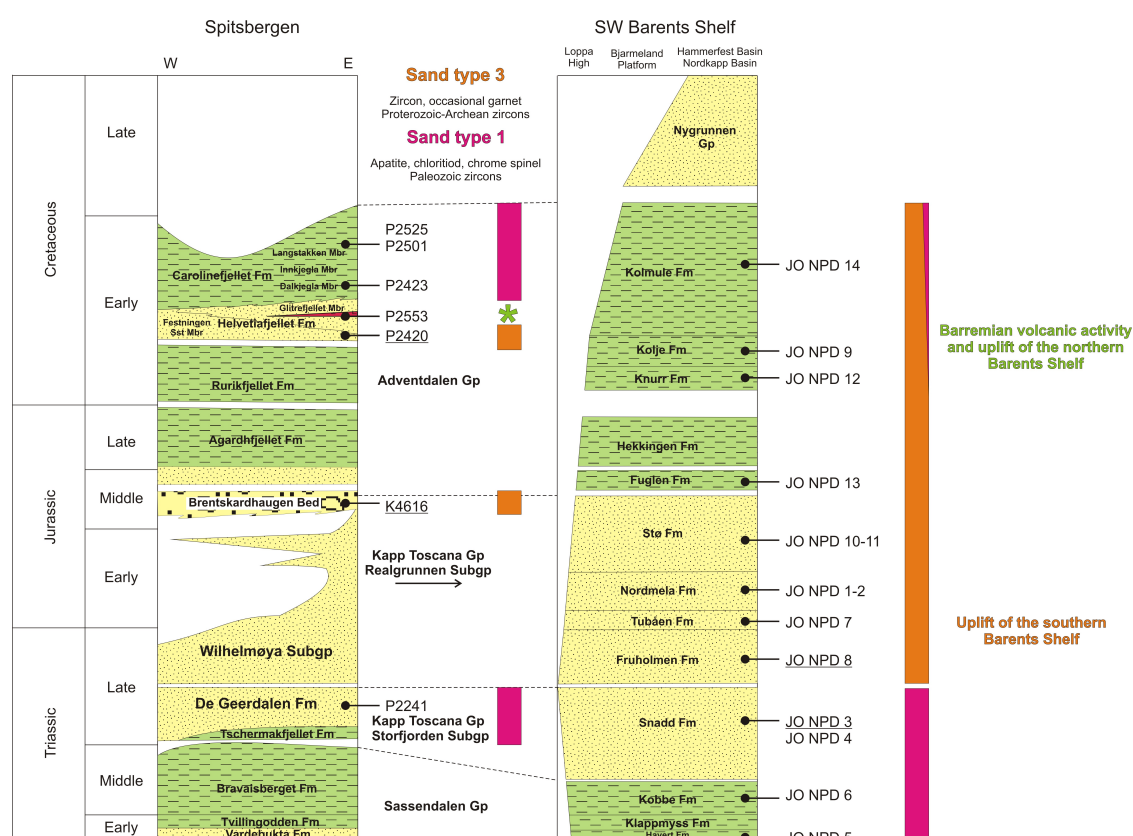 Spitsbergen
SW Barents Shelf
W
E
Loppa
High
Bjarmeland
Platform
Hammerfest Basin
Nordkapp Basin
Sand type 3
Zircon, occasional garnet
Proterozoic-Archean zircons
Sand type 1
Apatite, chloritiod, chrome spinel
Paleozoic zircons
Cretaceous
Late
Early
Jurassic
Late
Middle
Early
Triassic
Late
Middle
Early
Langstakken Mbr
Innkjegla Mbr
Carolinefjellet Fm
Dalkjegla Mbr
Glitrefjellet Mbr
Festningen
Sst Mbr
Helvetiafjellet Fm
Rurikfjellet Fm
Agardhfjellet Fm
Brentskardhaugen Bed
Wilhelmøya Subgp
De Geerdalen Fm
Tschermakfjellet Fm
Bravaisberget Fm
Tvillingodden Fm
Vardebukta Fm
P2525
P2501
P2423
P2553
P2420
Adventdalen Gp
K4616
Kapp Toscana Gp
Realgrunnen Subgp
P2241
Kapp Toscana Gp
Storfjorden Subgp
Sassendalen Gp
*
Nygrunnen
Gp
Kolmule Fm
Kolje Fm
Knurr Fm
Hekkingen Fm
Fuglen Fm
Stø Fm
Nordmela Fm
Tubåen Fm
Fruholmen Fm
Snadd Fm
Kobbe Fm
Klappmyss Fm
Havert Fm
JO NPD 14
JO NPD 9
JO NPD 12
JO NPD 13
JO NPD 10-11
JO NPD 1-2
JO NPD 7
JO NPD 8
JO NPD 3
JO NPD 4
JO NPD 6
JO NPD 5
Barremian volcanic activity
and uplift of the northern
Barents Shelf
Uplift of the southern
Barents Shelf